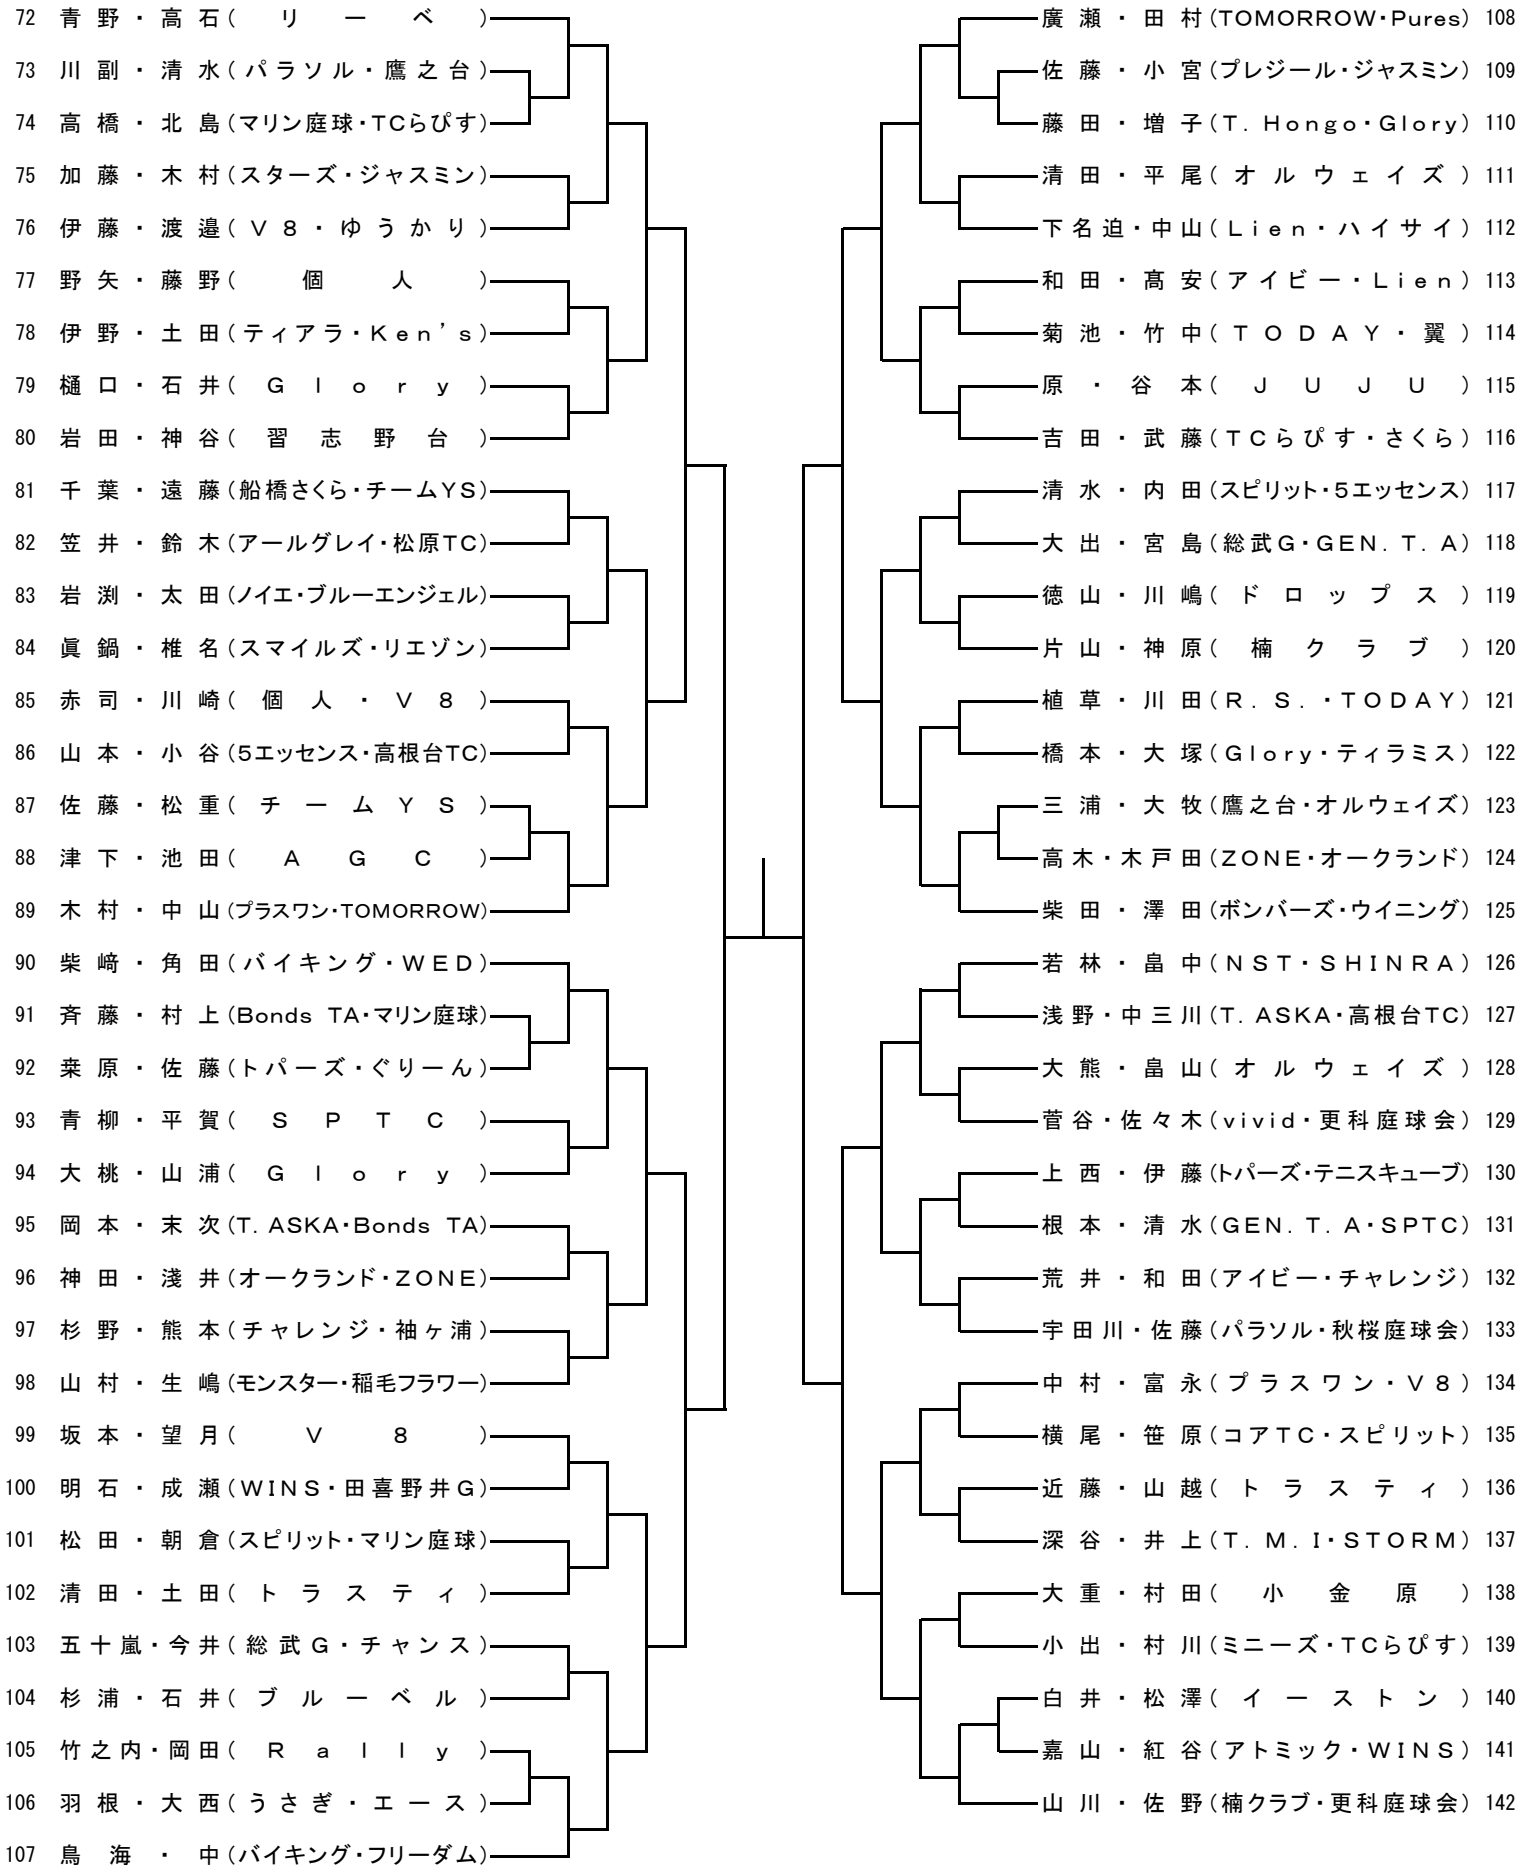 72 青野・高石(リーベ)
73 川副・清水(パラソル・鷹之台)
74 高橋・北島(マリン庭球・TCらぴす)
75 加藤・木村(スターズ・ジャスミン)
76 伊藤・渡邉(V8・ゆうかり)
77 野矢・藤野(個人)
78 伊野・土田(ティアラ・Ken's)
79 樋口・石井(Glory)
80 岩田・神谷(習志野台)
81 千葉・遠藤(船橋さくら・チームYS)
82 笠井・鈴木(アールグレイ・松原TC)
83 岩渕・太田(ノイエ・ブルーエンジェル)
84 眞鍋・椎名(スマイルズ・リエゾン)
85 赤司・川崎(個人・V8)
86 山本・小谷(5エッセンス・高根台TC)
87 佐藤・松重(チームYS)
88 津下・池田(AGC)
89 木村・中山(プラスワン・TOMORROW)
90 柴﨑・角田(バイキング・WED)
91 斉藤・村上(Bonds TA・マリン庭球)
92 桒原・佐藤(トパーズ・ぐりーん)
93 青柳・平賀(SPTC)
94 大桃・山浦(Glory)
95 岡本・末次(T.ASKA・Bonds TA)
96 神田・淺井(オークランド・ZONE)
97 杉野・熊本(チャレンジ・袖ヶ浦)
98 山村・生嶋(モンスター・稲毛フラワー)
99 坂本・望月(V8)
100 明石・成瀬(WINS・田喜野井G)
101 松田・朝倉(スピリット・マリン庭球)
102 清田・土田(トラスティ)
103 五十嵐・今井(総武G・チャンス)
104 杉浦・石井(ブルーベル)
105 竹之内・岡田(Rally)
106 羽根・大西(うさぎ・エース)
107 鳥海・中(バイキング・フリーダム)
廣瀬・田村(TOMORROW・Pures) 108
佐藤・小宮(プレジール・ジャスミン) 109
藤田・増子(T.Hongo・Glory) 110
清田・平尾(オルウェイズ) 111
下名迫・中山(Lien・ハイサイ) 112
和田・髙安(アイビー・Lien) 113
菊池・竹中(TODAY・翼) 114
原・谷本(JUJU) 115
吉田・武藤(TCらぴす・さくら) 116
清水・内田(スピリット・5エッセンス) 117
大出・宮島(総武G・GEN.T.A) 118
徳山・川嶋(ドロップス) 119
片山・神原(楠クラブ) 120
植草・川田(R.S.・TODAY) 121
橋本・大塚(Glory・ティラミス) 122
三浦・大牧(鷹之台・オルウェイズ) 123
高木・木戸田(ZONE・オークランド) 124
柴田・澤田(ボンバーズ・ウイニング) 125
若林・畠中(NST・SHINRA) 126
浅野・中三川(T.ASKA・高根台TC) 127
大熊・畠山(オルウェイズ) 128
菅谷・佐々木(vivid・更科庭球会) 129
上西・伊藤(トパーズ・テニスキューブ) 130
根本・清水(GEN.T.A・SPTC) 131
荒井・和田(アイビー・チャレンジ) 132
宇田川・佐藤(パラソル・秋桜庭球会) 133
中村・富永(プラスワン・V8) 134
横尾・笹原(コアTC・スピリット) 135
近藤・山越(トラスティ) 136
深谷・井上(T.M.I・STORM) 137
大重・村田(小金原) 138
小出・村川(ミニーズ・TCらぴす) 139
白井・松澤(イーストン) 140
嘉山・紅谷(アトミック・WINS) 141
山川・佐野(楠クラブ・更科庭球会) 142